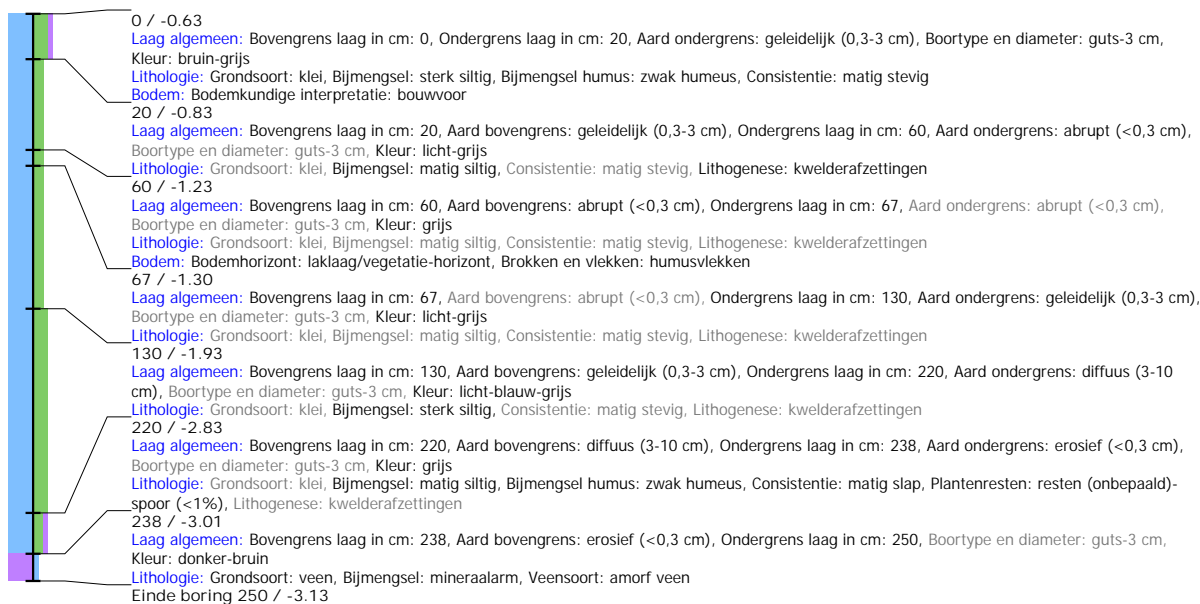 0 / -0.63
Laag algemeen: Bovengrens laag in cm: 0, Ondergrens laag in cm: 20, Aard ondergrens: geleidelijk (0,3-3 cm), Boortype en diameter: guts-3 cm,
Kleur: bruin-grijs
Lithologie: Grondsoort: klei, Bijmengsel: sterk siltig, Bijmengsel humus: zwak humeus, Consistentie: matig stevig
Bodem: Bodemkundige interpretatie: bouwvoor
20 / -0.83
Laag algemeen: Bovengrens laag in cm: 20, Aard bovengrens: geleidelijk (0,3-3 cm), Ondergrens laag in cm: 60, Aard ondergrens: abrupt (<0,3 cm),
Boortype en diameter: guts-3 cm, Kleur: licht-grijs
Lithologie: Grondsoort: klei, Bijmengsel: matig siltig, Consistentie: matig stevig, Lithogenese: kwelderafzettingen
60 / -1.23
Laag algemeen: Bovengrens laag in cm: 60, Aard bovengrens: abrupt (<0,3 cm), Ondergrens laag in cm: 67, Aard ondergrens: abrupt (<0,3 cm),
Boortype en diameter: guts-3 cm, Kleur: grijs
Lithologie: Grondsoort: klei, Bijmengsel: matig siltig, Consistentie: matig stevig, Lithogenese: kwelderafzettingen
Bodem: Bodemhorizont: laklaag/vegetatie-horizont, Brokken en vlekken: humusvlekken
67 / -1.30
Laag algemeen: Bovengrens laag in cm: 67, Aard bovengrens: abrupt (<0,3 cm), Ondergrens laag in cm: 130, Aard ondergrens: geleidelijk (0,3-3 cm),
Boortype en diameter: guts-3 cm, Kleur: licht-grijs
Lithologie: Grondsoort: klei, Bijmengsel: matig siltig, Consistentie: matig stevig, Lithogenese: kwelderafzettingen
130 / -1.93
Laag algemeen: Bovengrens laag in cm: 130, Aard bovengrens: geleidelijk (0,3-3 cm), Ondergrens laag in cm: 220, Aard ondergrens: diffuus (3-10
cm), Boortype en diameter: guts-3 cm, Kleur: licht-blauw-grijs
Lithologie: Grondsoort: klei, Bijmengsel: sterk siltig, Consistentie: matig stevig, Lithogenese: kwelderafzettingen
220 / -2.83
Laag algemeen: Bovengrens laag in cm: 220, Aard bovengrens: diffuus (3-10 cm), Ondergrens laag in cm: 238, Aard ondergrens: erosief (<0,3 cm),
Boortype en diameter: guts-3 cm, Kleur: grijs
Lithologie: Grondsoort: klei, Bijmengsel: matig siltig, Bijmengsel humus: zwak humeus, Consistentie: matig slap, Plantenresten: resten (onbepaald)-
spoor (<1%), Lithogenese: kwelderafzettingen
238 / -3.01
Laag algemeen: Bovengrens laag in cm: 238, Aard bovengrens: erosief (<0,3 cm), Ondergrens laag in cm: 250, Boortype en diameter: guts-3 cm,
Kleur: donker-bruin
Lithologie: Grondsoort: veen, Bijmengsel: mineraalarm, Veensoort: amorf veen
Einde boring 250 / -3.13